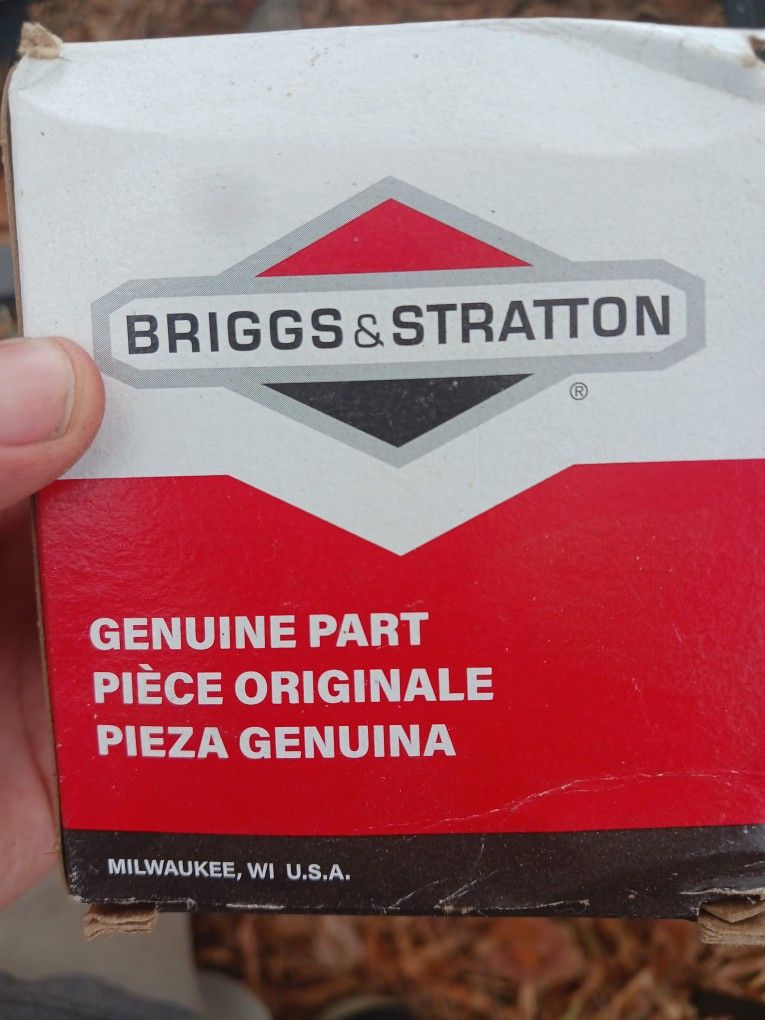 BRIGGS & STRATTON
®
GENUINE PART
PIÈCE ORIGINALE
PIEZA GENUINA
MILWAUKEE, WI U.S.A.